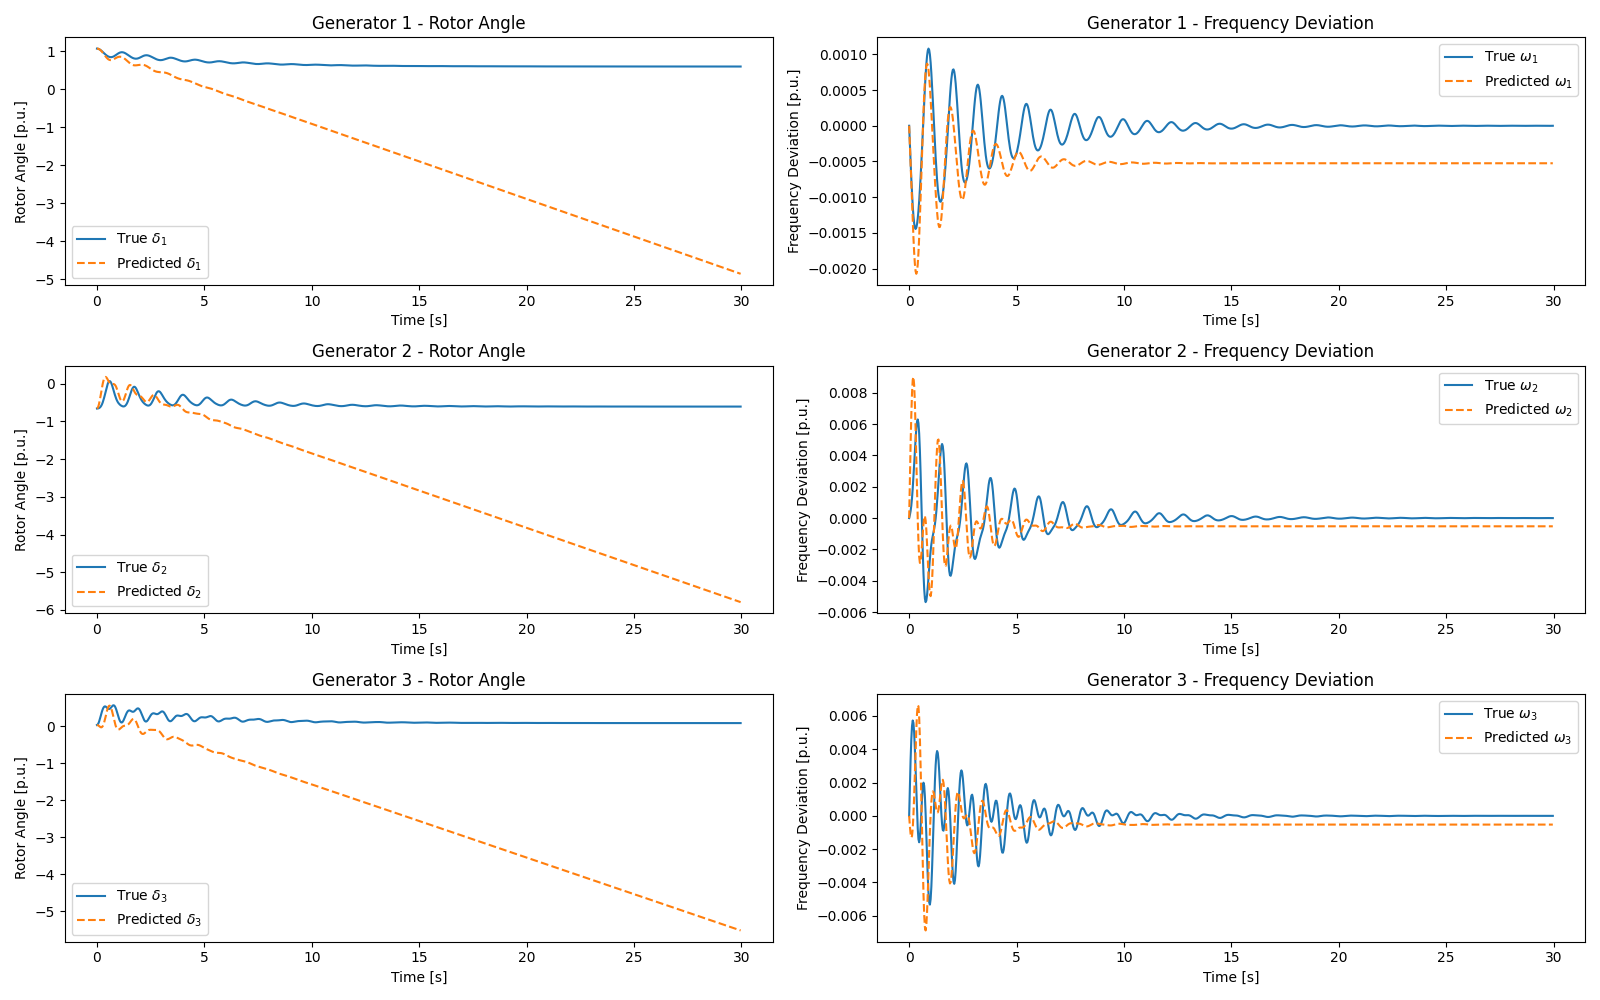 Generator 1 - Rotor Angle
Rotor Angle [p.u.]
1
0
−1
−2
−3
−4
−5
True δ₁
Predicted δ₁
0 5 10 15 20 25 30
Time [s]
Generator 1 - Frequency Deviation
Frequency Deviation [p.u.]
0.0010
0.0005
0.0000
−0.0005
−0.0010
−0.0015
−0.0020
True ω₁
Predicted ω₁
0 5 10 15 20 25 30
Time [s]
Generator 2 - Rotor Angle
Rotor Angle [p.u.]
0
−1
−2
−3
−4
−5
−6
True δ₂
Predicted δ₂
0 5 10 15 20 25 30
Time [s]
Generator 2 - Frequency Deviation
Frequency Deviation [p.u.]
0.008
0.006
0.004
0.002
0.000
−0.002
−0.004
−0.006
True ω₂
Predicted ω₂
0 5 10 15 20 25 30
Time [s]
Generator 3 - Rotor Angle
Rotor Angle [p.u.]
0
−1
−2
−3
−4
−5
True δ₃
Predicted δ₃
0 5 10 15 20 25 30
Time [s]
Generator 3 - Frequency Deviation
Frequency Deviation [p.u.]
0.006
0.004
0.002
0.000
−0.002
−0.004
−0.006
True ω₃
Predicted ω₃
0 5 10 15 20 25 30
Time [s]